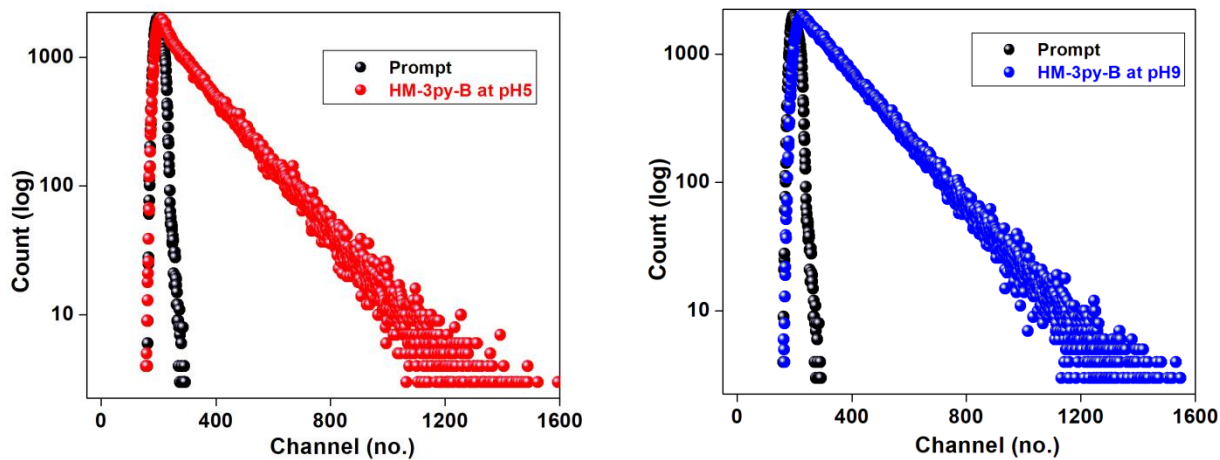 Prompt
HM-3py-B at pH5
1000
100
10
0
400
800
1200
1600
Channel (no.)
Count (log)
Prompt
HM-3py-B at pH9
1000
100
10
0
400
800
1200
1600
Channel (no.)
Count (log)